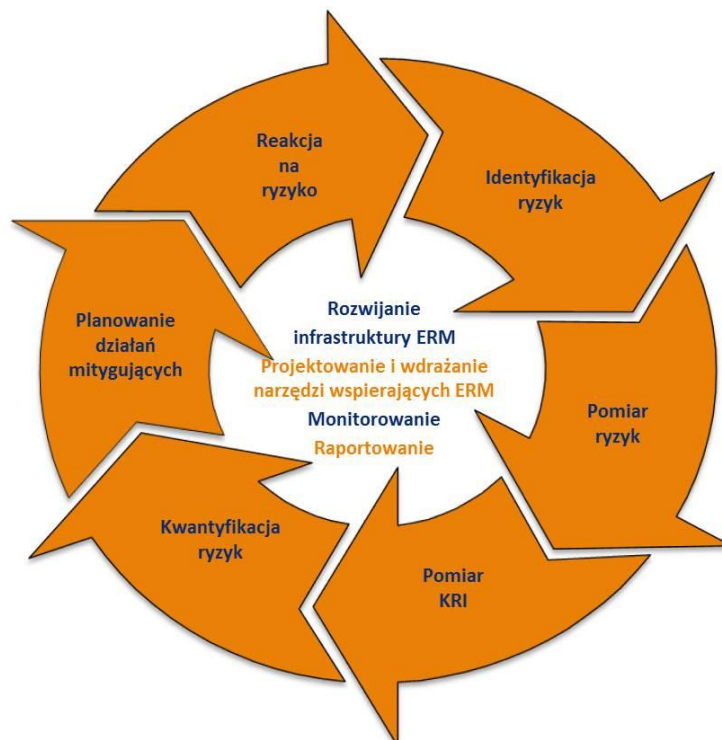 Reakcja
na
ryzyko
Identyfikacja
ryzyk
Pomiar
ryzyk
Pomiar
KRI
Kwantyfikacja
ryzyk
Planowanie
działań
mitygujących
Rozwijanie
infrastruktury ERM
Projektowanie i wdrażanie
narzędzi wspierających ERM
Monitorowanie
Raportowanie